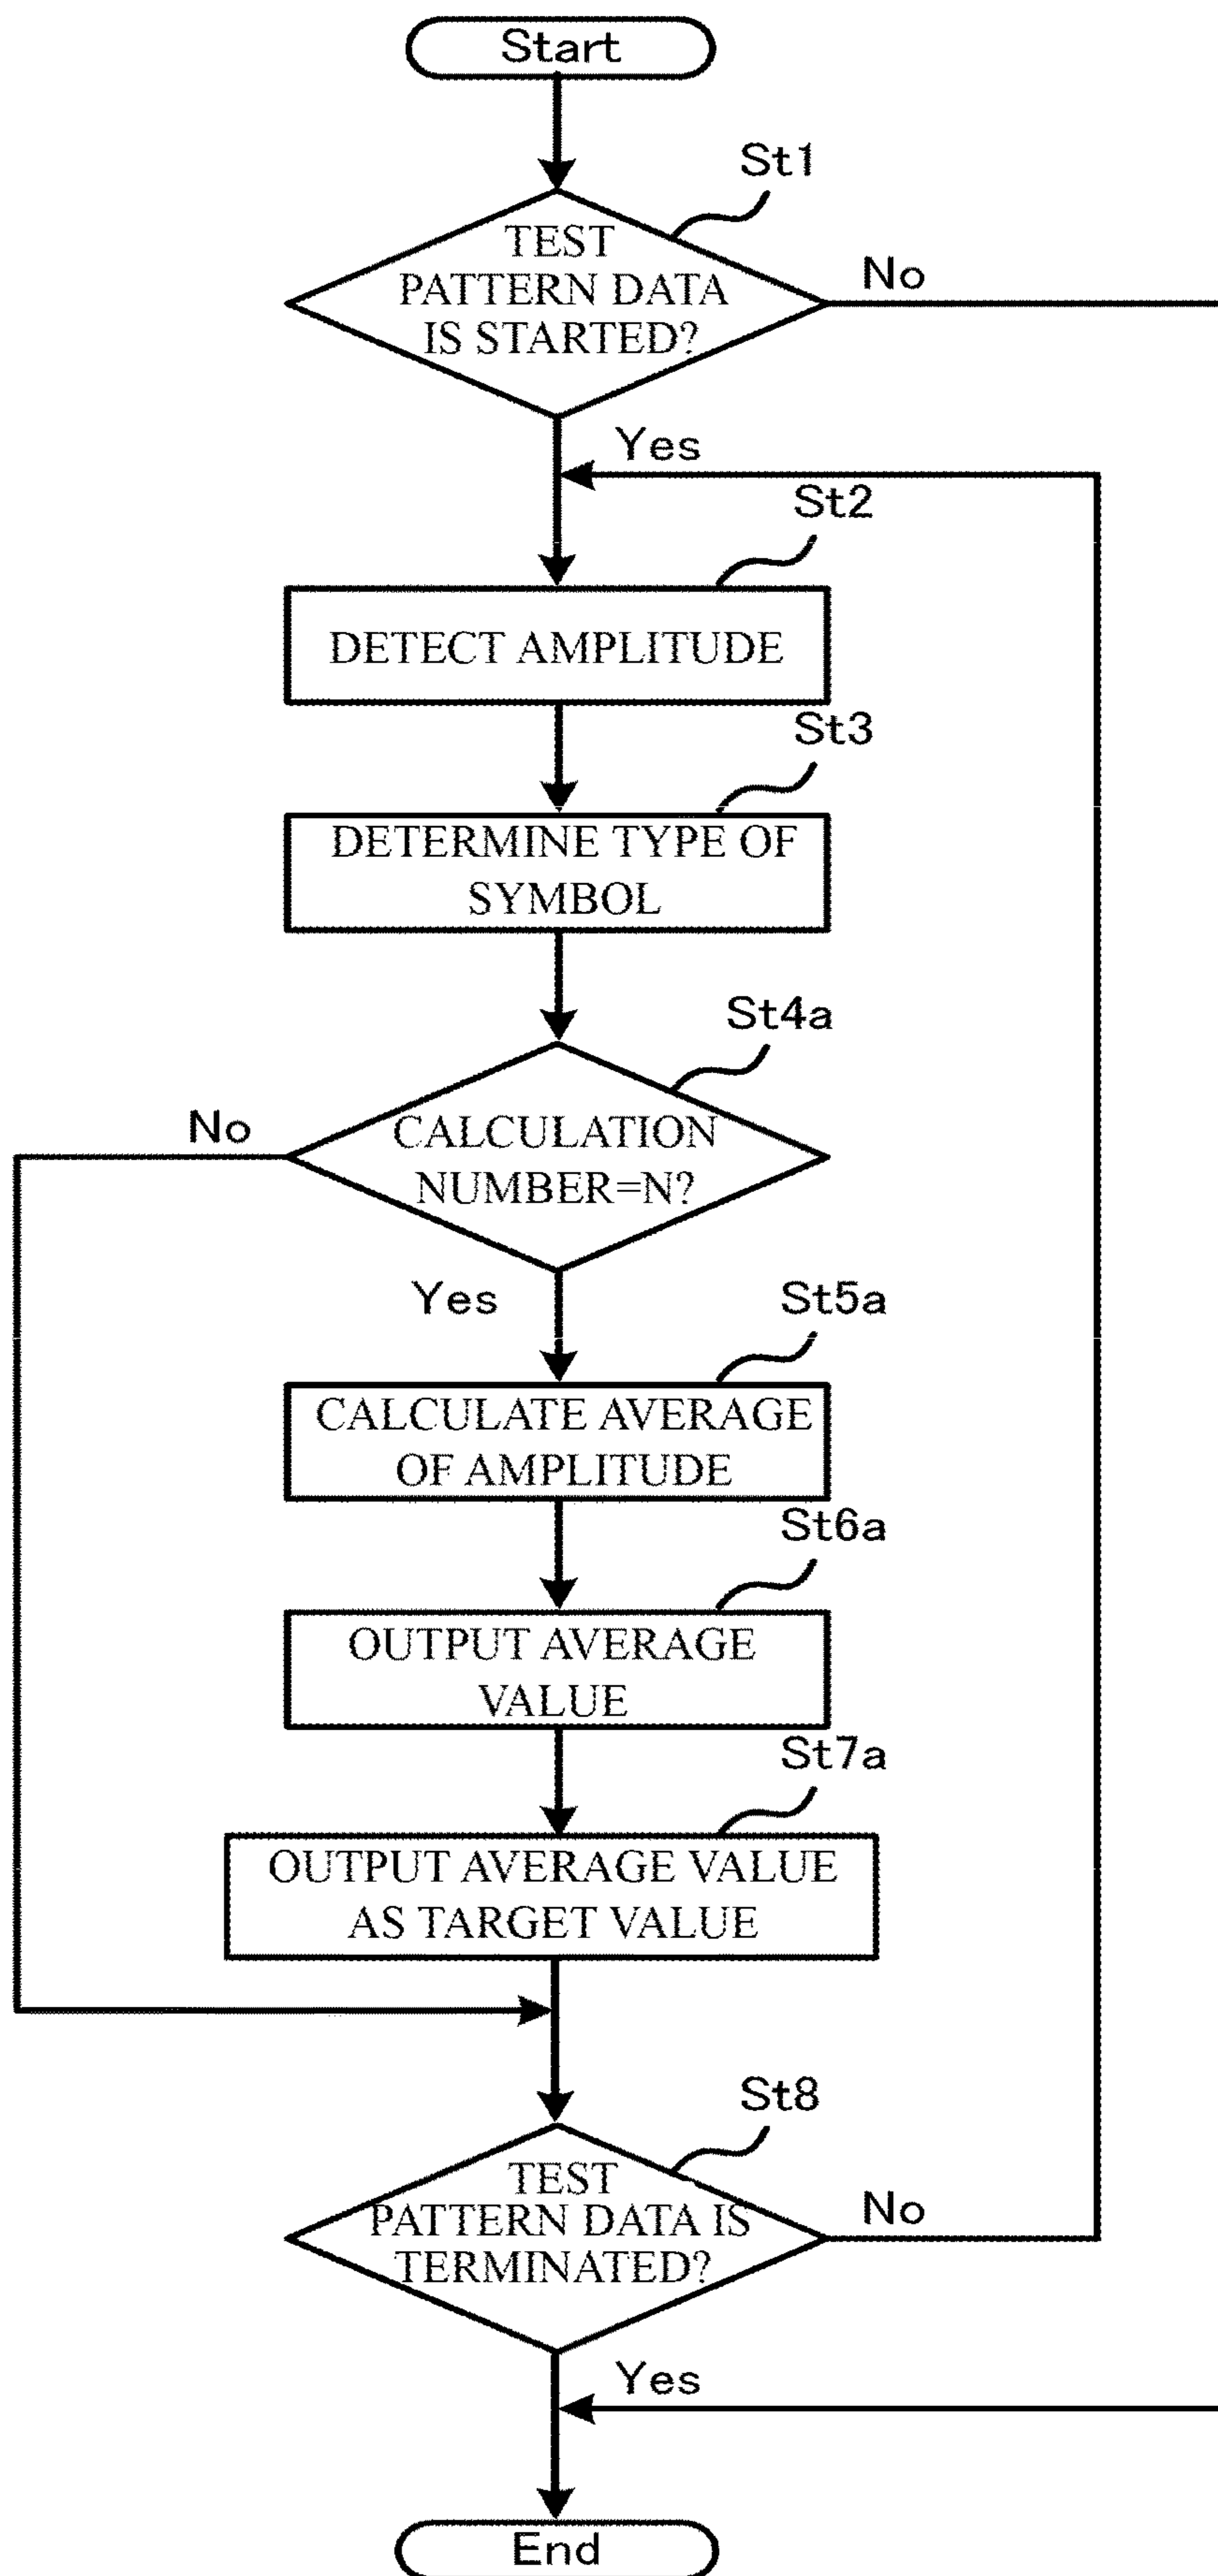 Start
St1
TEST
PATTERN DATA
IS STARTED?
No
Yes
St2
DETECT AMPLITUDE
St3
DETERMINE TYPE OF
SYMBOL
St4a
No
CALCULATION
NUMBER=N?
Yes
St5a
CALCULATE AVERAGE
OF AMPLITUDE
St6a
OUTPUT AVERAGE
VALUE
St7a
OUTPUT AVERAGE VALUE
AS TARGET VALUE
St8
TEST
PATTERN DATA IS
TERMINATED?
No
Yes
End